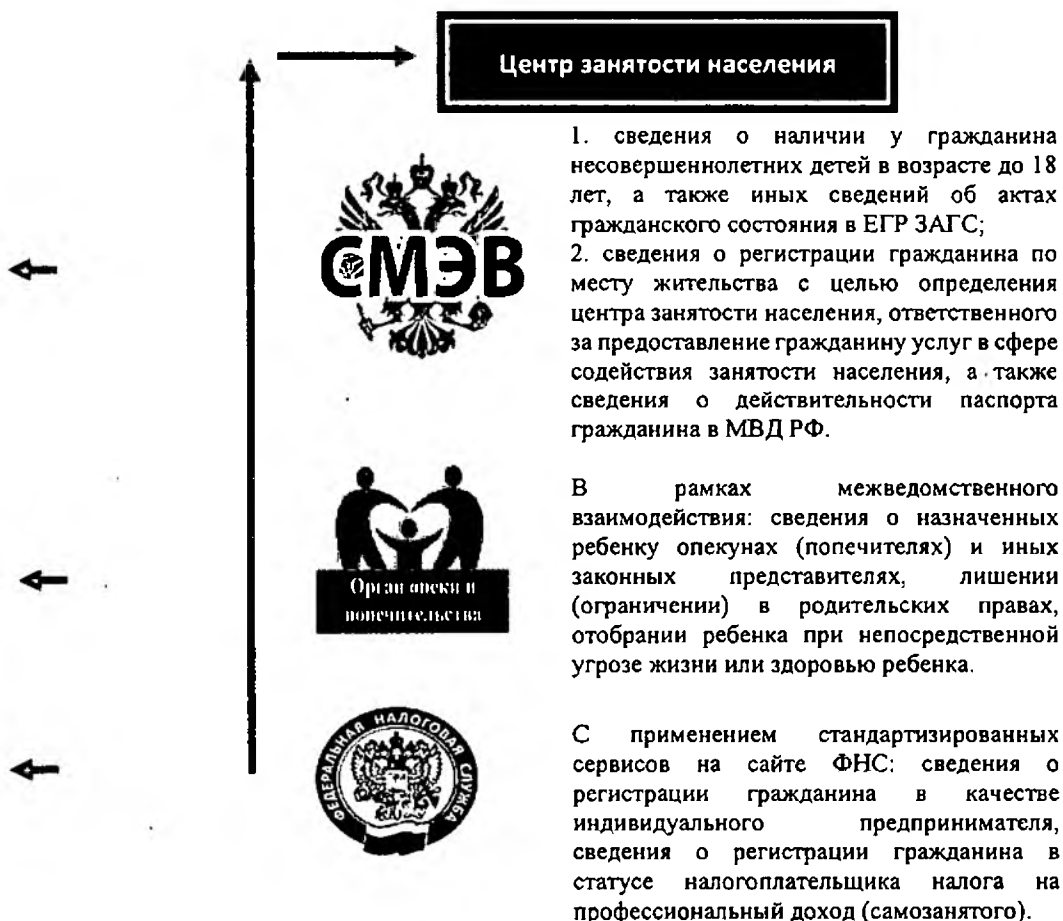 Центр занятости населения
1. сведения о наличии у гражданина
несовершеннолетних детей в возрасте до 18
лет, а также иных сведений об актах
гражданского состояния в ЕГР ЗАГС;
2. сведения о регистрации гражданина по
месту жительства с целью определения
центра занятости населения, ответственного
за предоставление гражданину услуг в сфере
содействия занятости населения, а также
сведения о действительности паспорта
гражданина в МВД РФ.
СМЭВ
В рамках межведомственного
взаимодействия: сведения о назначенных
ребенку опекунах (попечителях) и иных
законных представителях, лишении
(ограничении) в родительских правах,
отобрании ребенка при непосредственной
угрозе жизни или здоровью ребенка.
Орган опеки и
попечительства
С применением стандартизированных
сервисов на сайте ФНС: сведения о
регистрации гражданина в качестве
индивидуального предпринимателя,
сведения о регистрации гражданина в
статусе налогоплательщика налога на
профессиональный доход (самозанятого).
ФЕДЕРАЛЬНАЯ НАЛОГОВАЯ СЛУЖБА